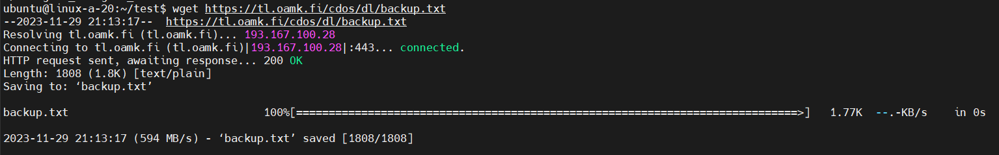 ubuntu@linux-a-20:~/test$ wget https://tl.oamk.fi/cdos/dl/backup.txt
--2023-11-29 21:13:17--  https://tl.oamk.fi/cdos/dl/backup.txt
Resolving tl.oamk.fi (tl.oamk.fi)... 193.167.100.28
Connecting to tl.oamk.fi (tl.oamk.fi)|193.167.100.28|:443... connected.
HTTP request sent, awaiting response... 200 OK
Length: 1808 (1.8K) [text/plain]
Saving to: ‘backup.txt’
backup.txt                              100%[=============================================================================>]   1.77K  --.-KB/s    in 0s
2023-11-29 21:13:17 (594 MB/s) - ‘backup.txt’ saved [1808/1808]